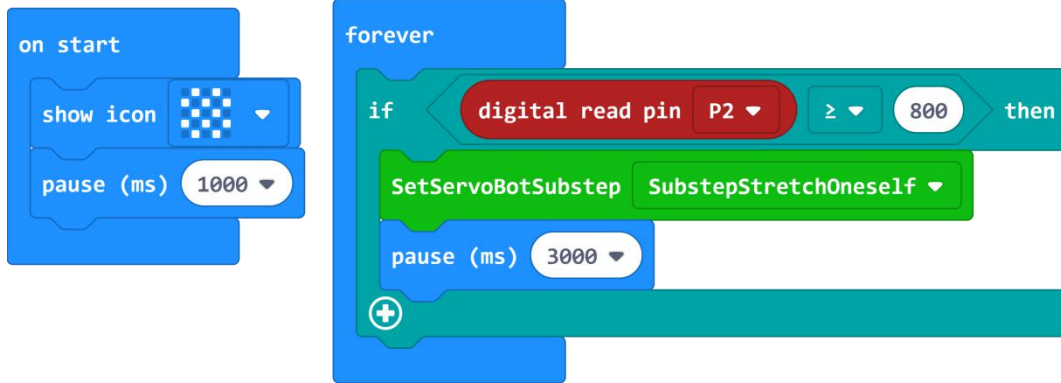 on start
show icon
pause (ms) 1000
forever
if digital read pin P2 ≥ 800 then
SetServoBotSubstep SubstepStretchOneself
pause (ms) 3000